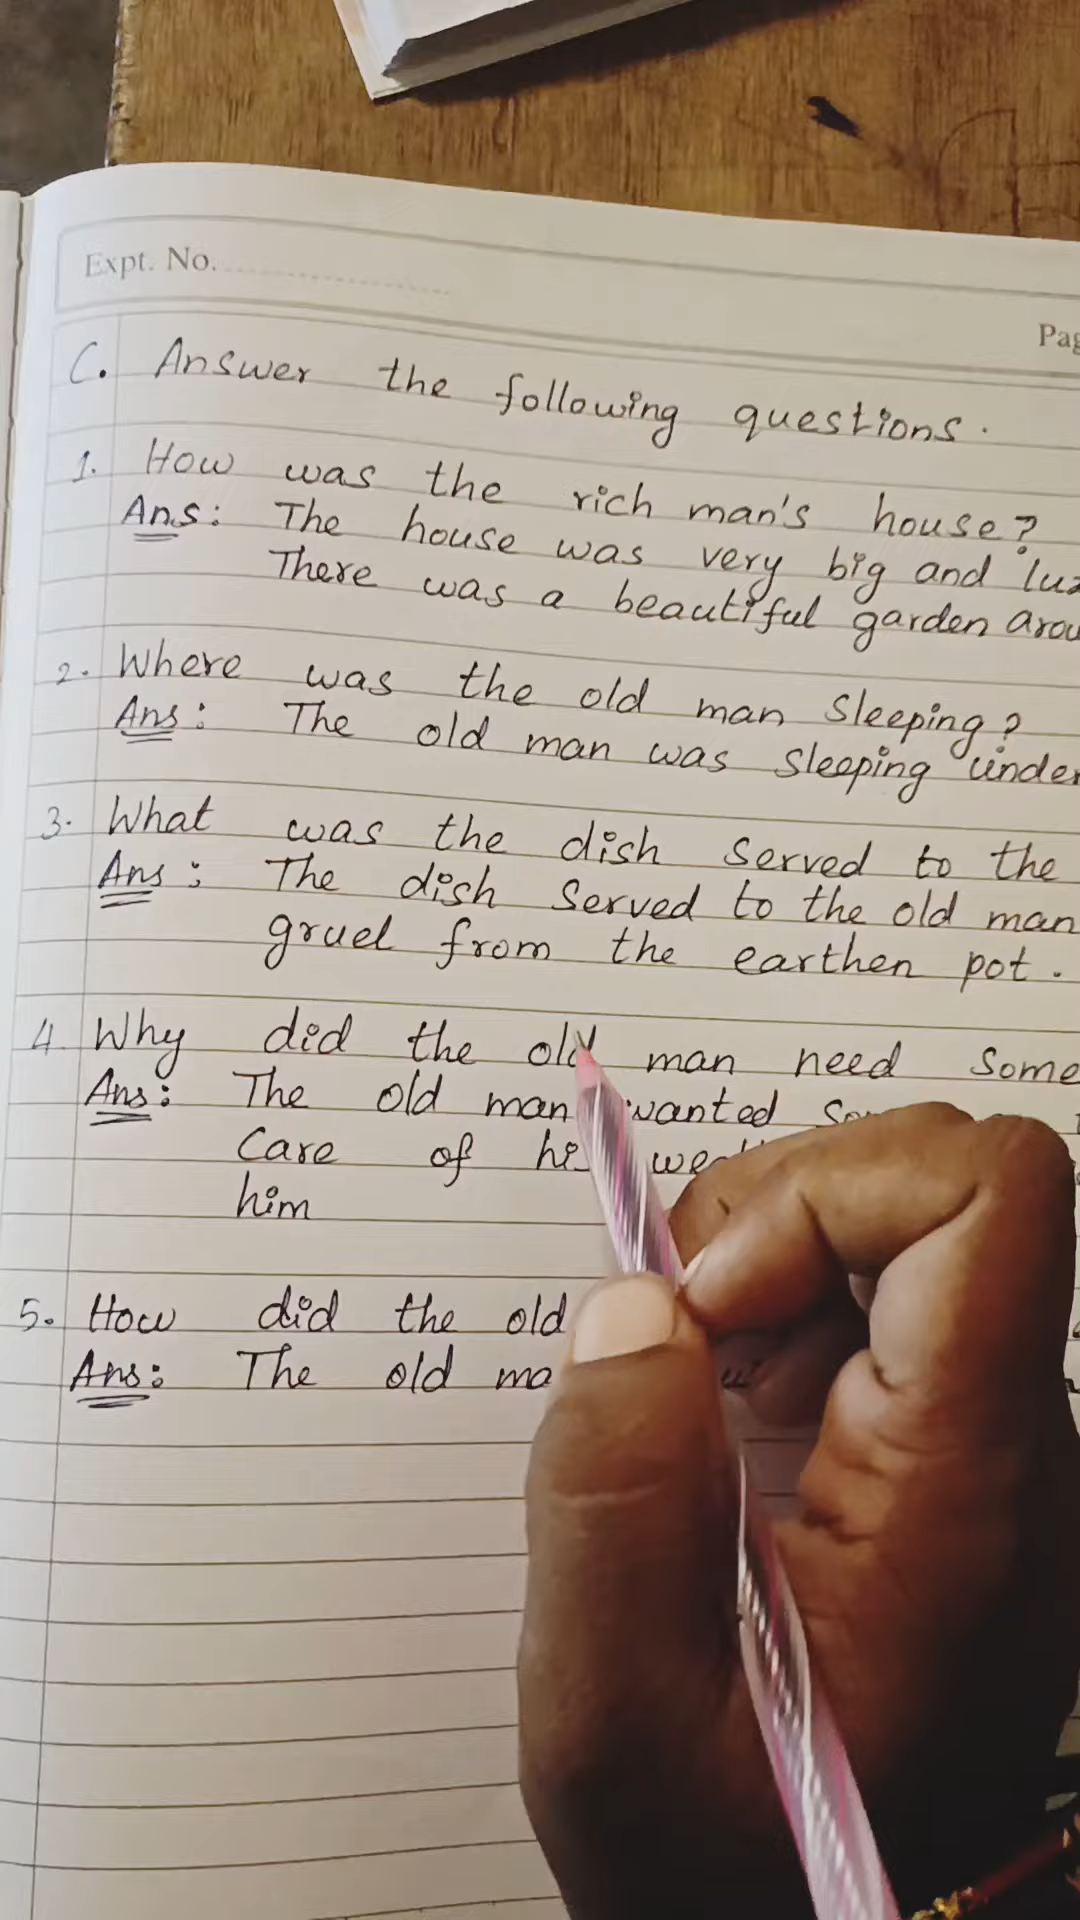 Expt. No.
C. Answer the following questions.
1. How was the rich man's house?
Ans: The house was very big and
There was a beautiful garden
2. Where was the old man sleeping?
Ans: The old man was sleeping under
3. What was the dish served to the
Ans: The dish served to the old man
gruel from the earthen pot.
4. Why did the old man need some
Ans: The old man wanted
Care of
him
5. How did the old
Ans: The old